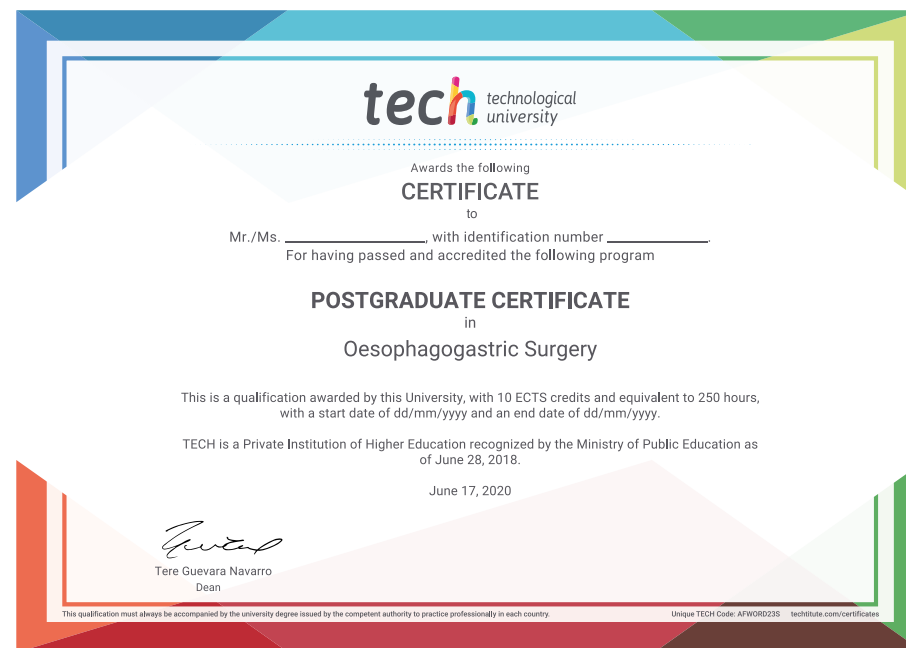 tech technological
university
Awards the following
CERTIFICATE
to
Mr./Ms. ____________________, with identification number ______________.
For having passed and accredited the following program
POSTGRADUATE CERTIFICATE
in
Oesophagogastric Surgery
This is a qualification awarded by this University, with 10 ECTS credits and equivalent to 250 hours,
with a start date of dd/mm/yyyy and an end date of dd/mm/yyyy.
TECH is a Private Institution of Higher Education recognized by the Ministry of Public Education as
of June 28, 2018.
June 17, 2020
Tere Guevara Navarro
Dean
This qualification must always be accompanied by the university degree issued by the competent authority to practice professionally in each country.
Unique TECH Code: AFWORD23S techtitute.com/certificates